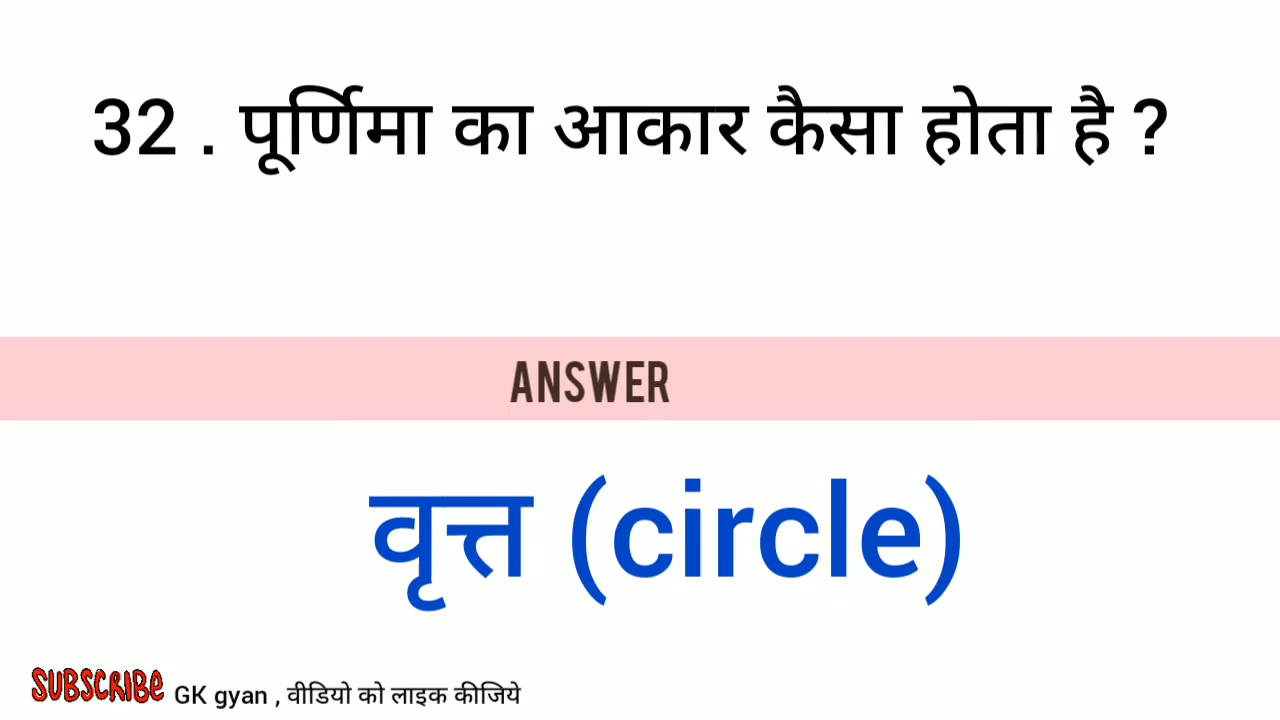 32 . पूर्णिमा का आकार कैसा होता है ?
ANSWER
वृत्त (circle)
SUBSCRIBE GK gyan , वीडियो को लाइक कीजिये